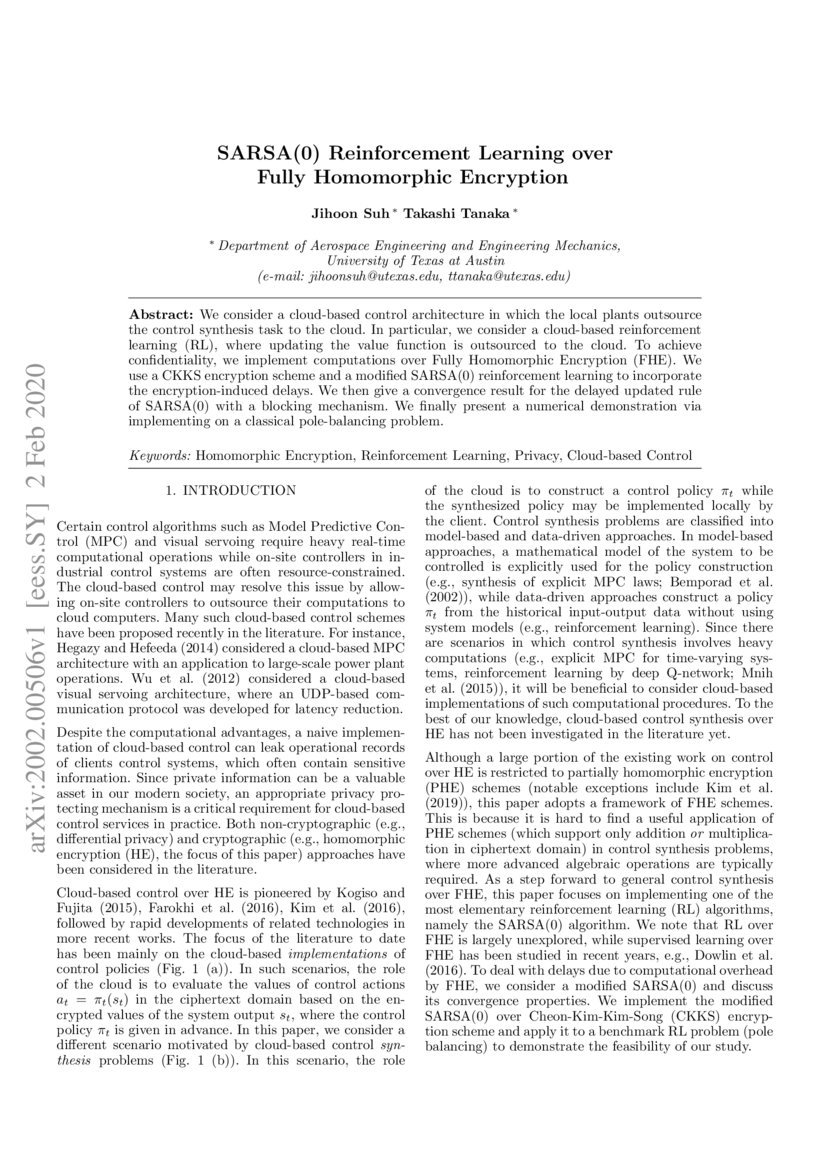 SARSA(0) Reinforcement Learning over
Fully Homomorphic Encryption
Jihoon Suh * Takashi Tanaka *
* Department of Aerospace Engineering and Engineering Mechanics,
University of Texas at Austin
(e-mail: jihoonsuh@utexas.edu, ttanaka@utexas.edu)
Abstract: We consider a cloud-based control architecture in which the local plants outsource
the control synthesis task to the cloud. In particular, we consider a cloud-based reinforcement
learning (RL), where updating the value function is outsourced to the cloud. To achieve
confidentiality, we implement computations over Fully Homomorphic Encryption (FHE). We
use a CKKS encryption scheme and a modified SARSA(0) reinforcement learning to incorporate
the encryption-induced delays. We then give a convergence result for the delayed updated rule
of SARSA(0) with a blocking mechanism. We finally present a numerical demonstration via
implementing on a classical pole-balancing problem.
Keywords: Homomorphic Encryption, Reinforcement Learning, Privacy, Cloud-based Control
arXiv:2002.00506v1 [eess.SY] 2 Feb 2020
1. INTRODUCTION
Certain control algorithms such as Model Predictive Con-
trol (MPC) and visual servoing require heavy real-time
computational operations while on-site controllers in in-
dustrial control systems are often resource-constrained.
The cloud-based control may resolve this issue by allow-
ing on-site controllers to outsource their computations to
cloud computers. Many such cloud-based control schemes
have been proposed recently in the literature. For instance,
Hegazy and Hefeeda (2014) considered a cloud-based MPC
architecture with an application to large-scale power plant
operations. Wu et al. (2012) considered a cloud-based
visual servoing architecture, where an UDP-based com-
munication protocol was developed for latency reduction.
Despite the computational advantages, a naive implemen-
tation of cloud-based control can leak operational records
of clients control systems, which often contain sensitive
information. Since private information can be a valuable
asset in our modern society, an appropriate privacy pro-
tecting mechanism is a critical requirement for cloud-based
control services in practice. Both non-cryptographic (e.g.,
differential privacy) and cryptographic (e.g., homomorphic
encryption (HE), the focus of this paper) approaches have
been considered in the literature.
Cloud-based control over HE is pioneered by Kogiso and
Fujita (2015), Farokhi et al. (2016), Kim et al. (2016),
followed by rapid developments of related technologies in
more recent works. The focus of the literature to date
has been mainly on the cloud-based implementations of
control policies (Fig. 1 (a)). In such scenarios, the role
of the cloud is to evaluate the values of control actions
a_t = π_t(s_t) in the ciphertext domain based on the en-
crypted values of the system output s_t, where the control
policy π_t is given in advance. In this paper, we consider a
different scenario motivated by cloud-based control syn-
thesis problems (Fig. 1 (b)). In this scenario, the role
of the cloud is to construct a control policy π_t while
the synthesized policy may be implemented locally by
the client. Control synthesis problems are classified into
model-based and data-driven approaches. In model-based
approaches, a mathematical model of the system to be
controlled is explicitly used for the policy construction
(e.g., synthesis of explicit MPC laws; Bemporad et al.
(2002)), while data-driven approaches construct a policy
π_t from the historical input-output data without using
system models (e.g., reinforcement learning). Since there
are scenarios in which control synthesis involves heavy
computations (e.g., explicit MPC for time-varying sys-
tems, reinforcement learning by deep Q-network; Mnih
et al. (2015)), it will be beneficial to consider cloud-based
implementations of such computational procedures. To the
best of our knowledge, cloud-based control synthesis over
HE has not been investigated in the literature yet.
Although a large portion of the existing work on control
over HE is restricted to partially homomorphic encryption
(PHE) schemes (notable exceptions include Kim et al.
(2019)), this paper adopts a framework of FHE schemes.
This is because it is hard to find a useful application of
PHE schemes (which support only addition or multiplica-
tion in ciphertext domain) in control synthesis problems,
where more advanced algebraic operations are typically
required. As a step forward to general control synthesis
over FHE, this paper focuses on implementing one of the
most elementary reinforcement learning (RL) algorithms,
namely the SARSA(0) algorithm. We note that RL over
FHE is largely unexplored, while supervised learning over
FHE has been studied in recent years, e.g., Dowlin et al.
(2016). To deal with delays due to computational overhead
by FHE, we consider a modified SARSA(0) and discuss
its convergence properties. We implement the modified
SARSA(0) over Cheon-Kim-Kim-Song (CKKS) encryp-
tion scheme and apply it to a benchmark RL problem (pole
balancing) to demonstrate the feasibility of our study.